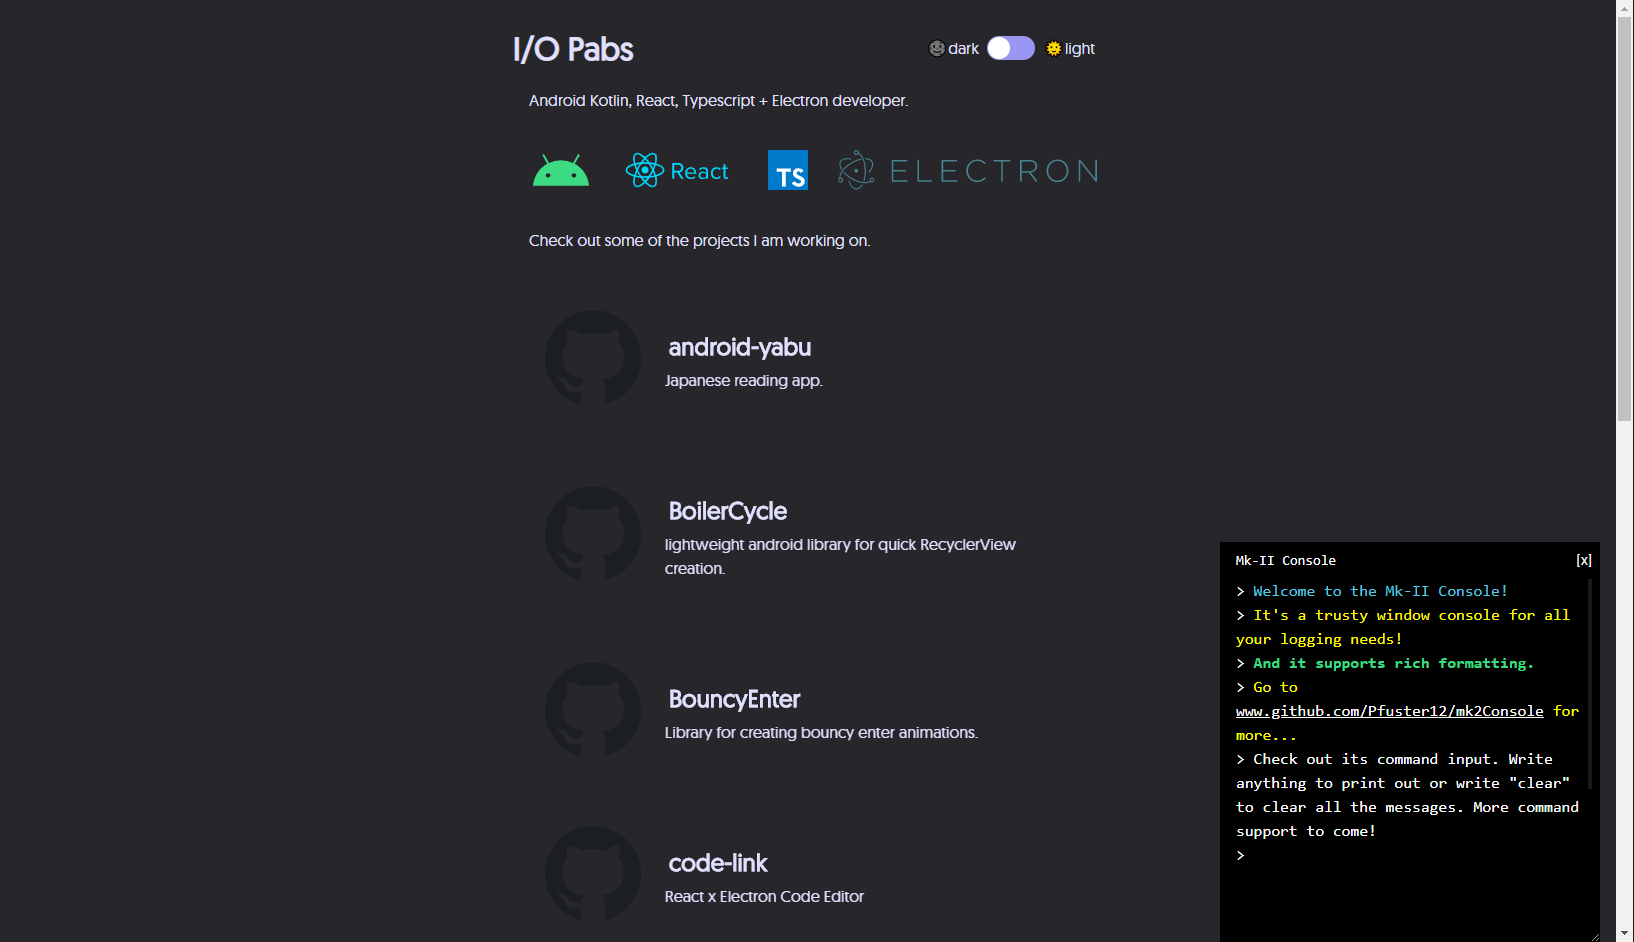 I/O Pabs
dark
light
Android Kotlin, React, Typescript + Electron developer.
React
TS
ELECTRON
Check out some of the projects I am working on.
android-yabu
Japanese reading app.
BoilerCycle
lightweight android library for quick RecyclerView
creation.
BouncyEnter
Library for creating bouncy enter animations.
code-link
React x Electron Code Editor
Mk-II Console
[x]
> Welcome to the Mk-II Console!
> It's a trusty window console for all
your logging needs!
> And it supports rich formatting.
> Go to
www.github.com/Pfuster12/mk2Console for
more...
> Check out its command input. Write
anything to print out or write "clear"
to clear all the messages. More command
support to come!
>